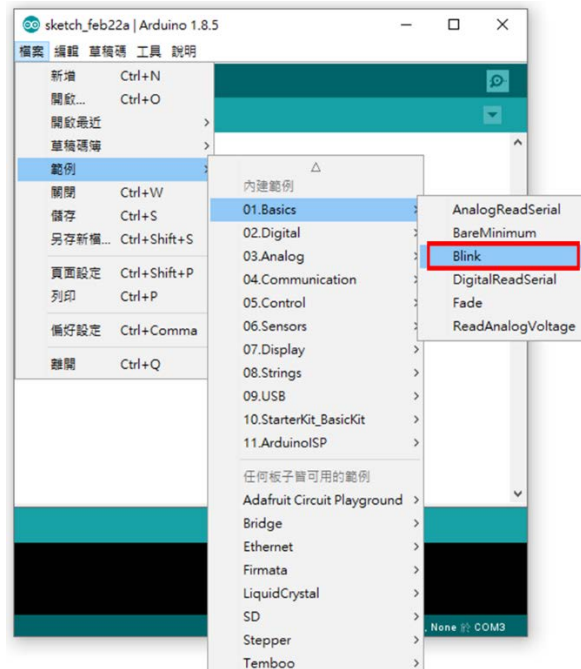 sketch_feb22a | Arduino 1.8.5
檔案 編輯 草稿碼 工具 說明
新增 Ctrl+N
開啟... Ctrl+O
開啟最近
草稿碼簿
範例
關閉 Ctrl+W
儲存 Ctrl+S
另存新檔... Ctrl+Shift+S
頁面設定 Ctrl+Shift+P
列印 Ctrl+P
偏好設定 Ctrl+Comma
離開 Ctrl+Q
內建範例
01.Basics
02.Digital
03.Analog
04.Communication
05.Control
06.Sensors
07.Display
08.Strings
09.USB
10.StarterKit_BasicKit
11.ArduinoISP
任何板子皆可用的範例
Adafruit Circuit Playground
Bridge
Ethernet
Firmata
LiquidCrystal
SD
Stepper
Temboo
AnalogReadSerial
BareMinimum
Blink
DigitalReadSerial
Fade
ReadAnalogVoltage
, None 於 COM3